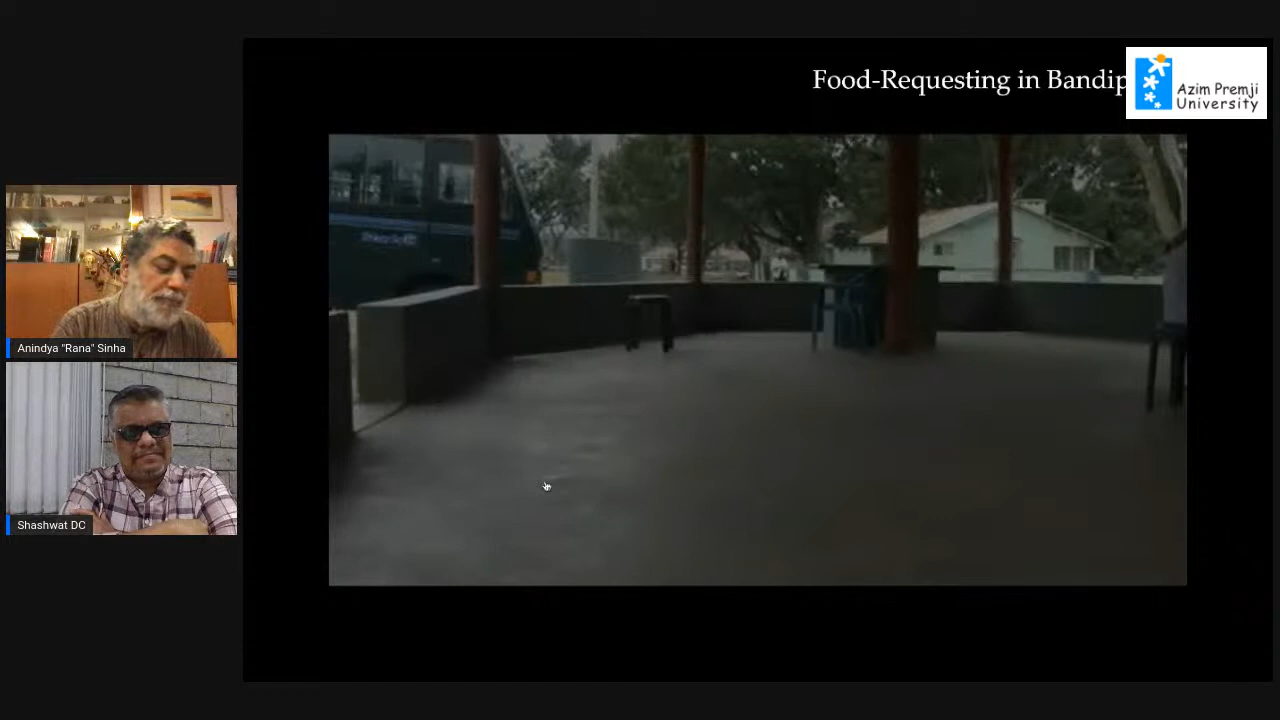 Food-Requesting in Bandip
Azim Premji
University
Anindya "Rana" Sinha
Shashwat DC